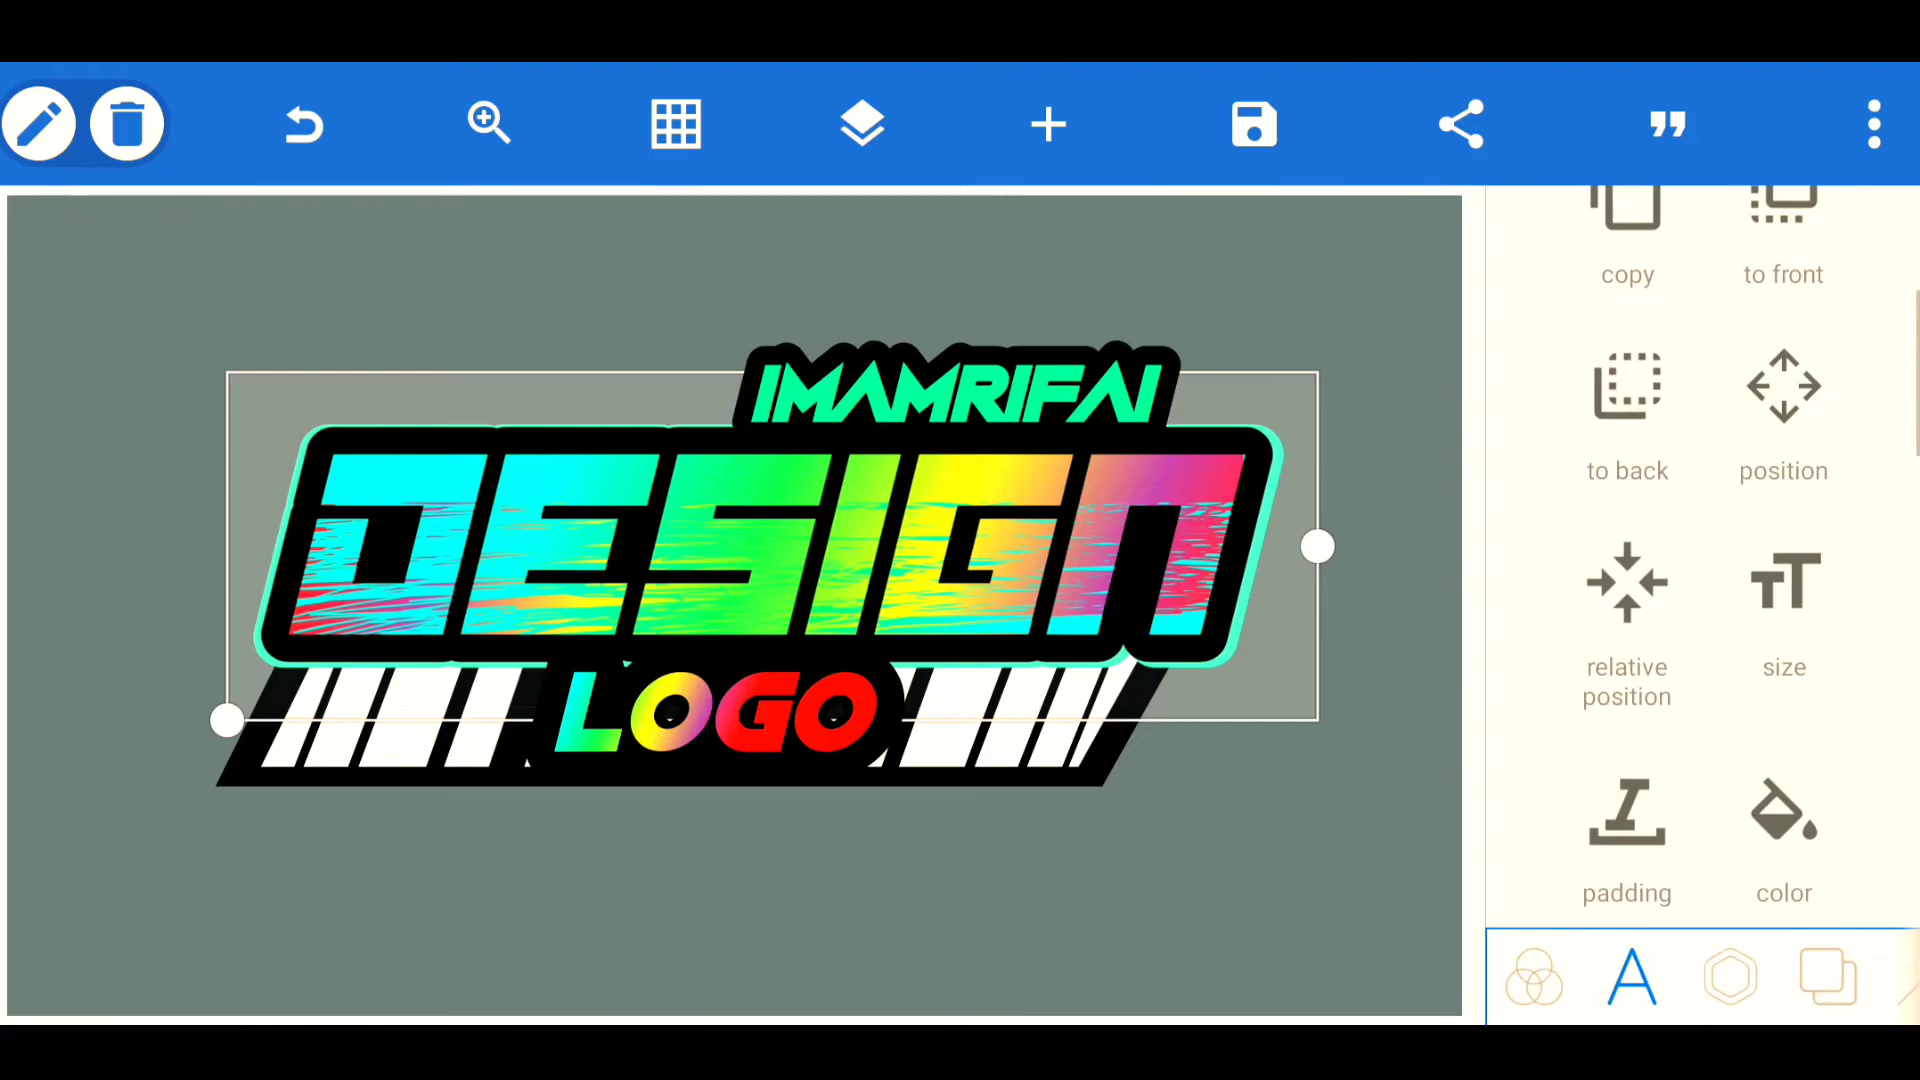 IMAMRIFAI
DESIGN
LOGO
copy
to front
to back
position
relative
position
size
padding
color